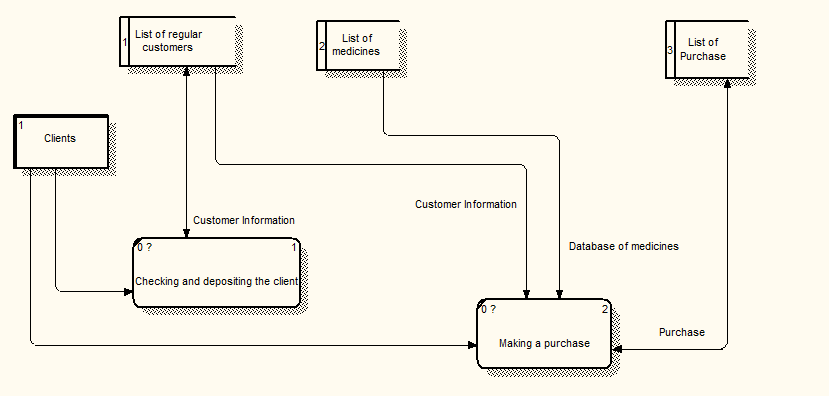 1
List of regular
customers
2
List of
medicines
3
List of
Purchase
1
Clients
Customer Information
Customer Information
Database of medicines
0 ?
1
Checking and depositing the client
0 ?
2
Making a purchase
Purchase